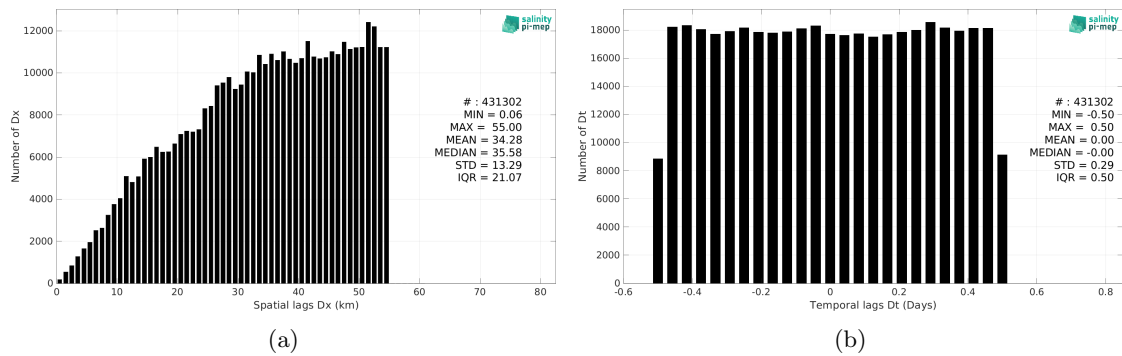 12000
10000
8000
6000
4000
2000
0
Number of Dx
0 10 20 30 40 50 60 70 80
Spatial lags Dx (km)
salinity
pi-mep
# : 431302
MIN = 0.06
MAX = 55.00
MEAN = 34.28
MEDIAN = 35.58
STD = 13.29
IQR = 21.07
(a)
18000
16000
14000
12000
10000
8000
6000
4000
2000
0
Number of Dt
-0.6 -0.4 -0.2 0 0.2 0.4 0.6 0.8
Temporal lags Dt (Days)
salinity
pi-mep
# : 431302
MIN = -0.50
MAX = 0.50
MEAN = 0.00
MEDIAN = -0.00
STD = 0.29
IQR = 0.50
(b)